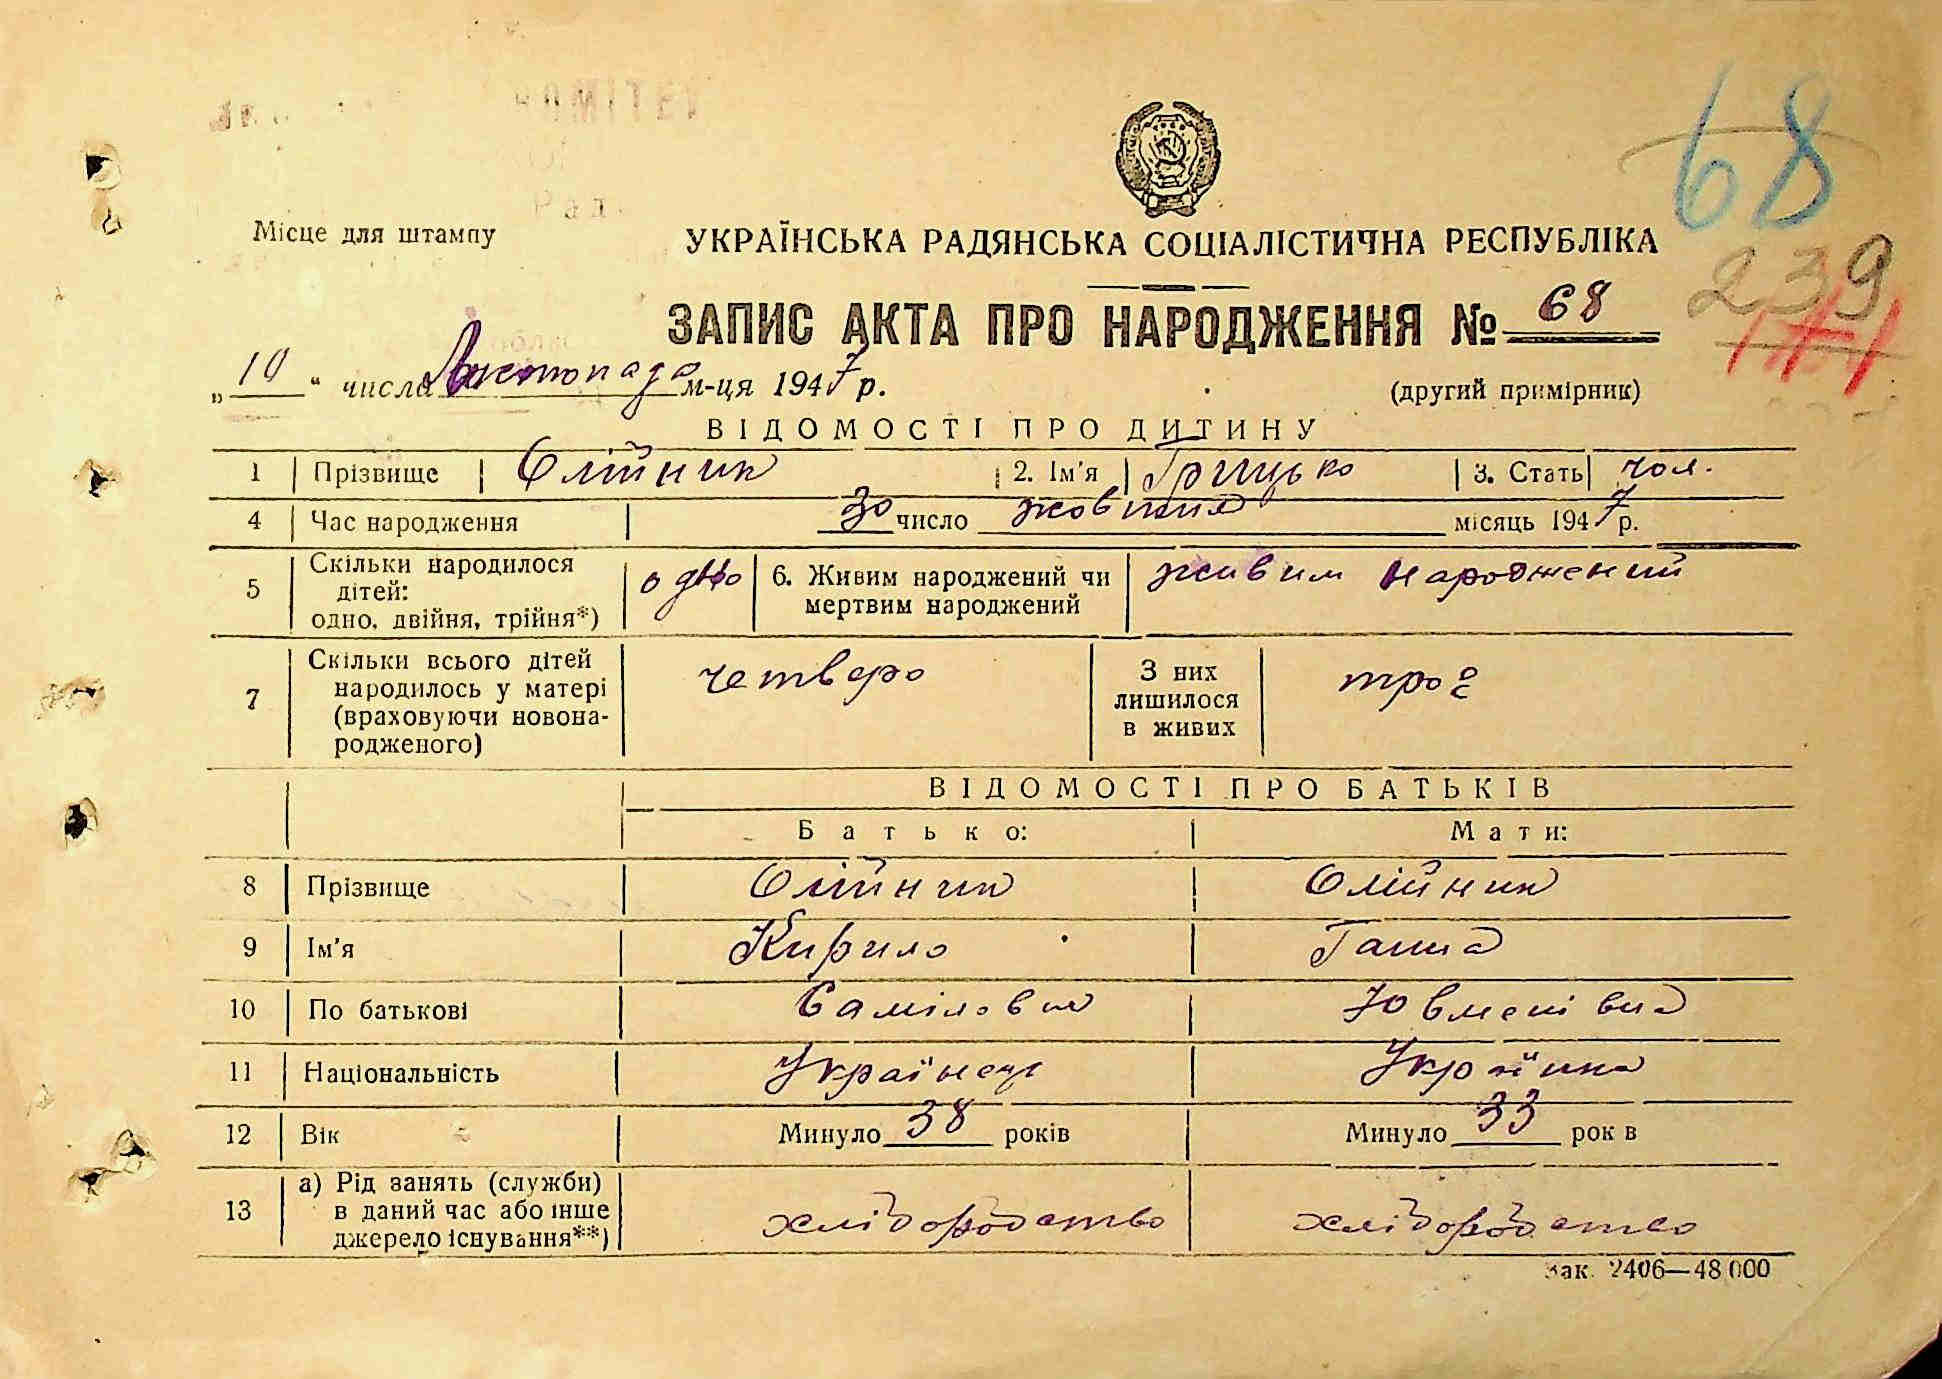 68
Місце для штампу
УКРАЇНСЬКА РАДЯНСЬКА СОЦІАЛІСТИЧНА РЕСПУБЛІКА
239
ЗАПИС АКТА ПРО НАРОДЖЕННЯ № 68
„10“ числа Листопада м-ця 1947 р. (другий примірник)
ВІДОМОСТІ ПРО ДИТИНУ
1 Прізвище Олійник 2. Ім'я Грицько 3. Стать чол.
4 Час народження 30 число жовтня місяць 1947 р.
5 Скільки народилося дітей: одно, двійня, трійня*) одно 6. Живим народжений чи мертвим народжений живим народжений
7 Скільки всього дітей народилось у матері (враховуючи новонародженого) четверо З них лишилося в живих троє
ВІДОМОСТІ ПРО БАТЬКІВ
Батько: Мати:
8 Прізвище Олійник Олійник
9 Ім'я Кирило Ганна
10 По батькові Самілович Ювменівна
11 Національність Українець Українка
12 Вік Минуло 38 років Минуло 33 рок в
13 а) Рід занять (служби) в даний час або інше джерело існування**) хліборобство хліборобство
Зак. 2406—48 000